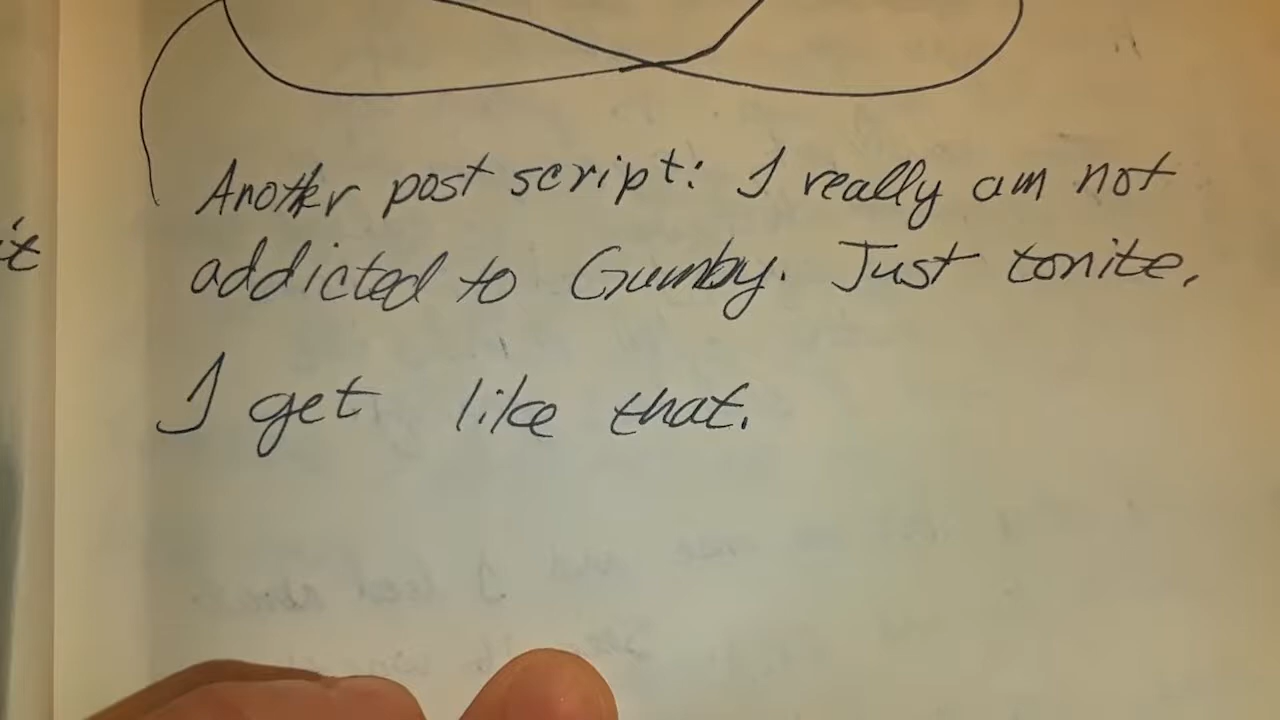 Another post script: I really am not
addicted to Gumby. Just tonite.
I get like that.